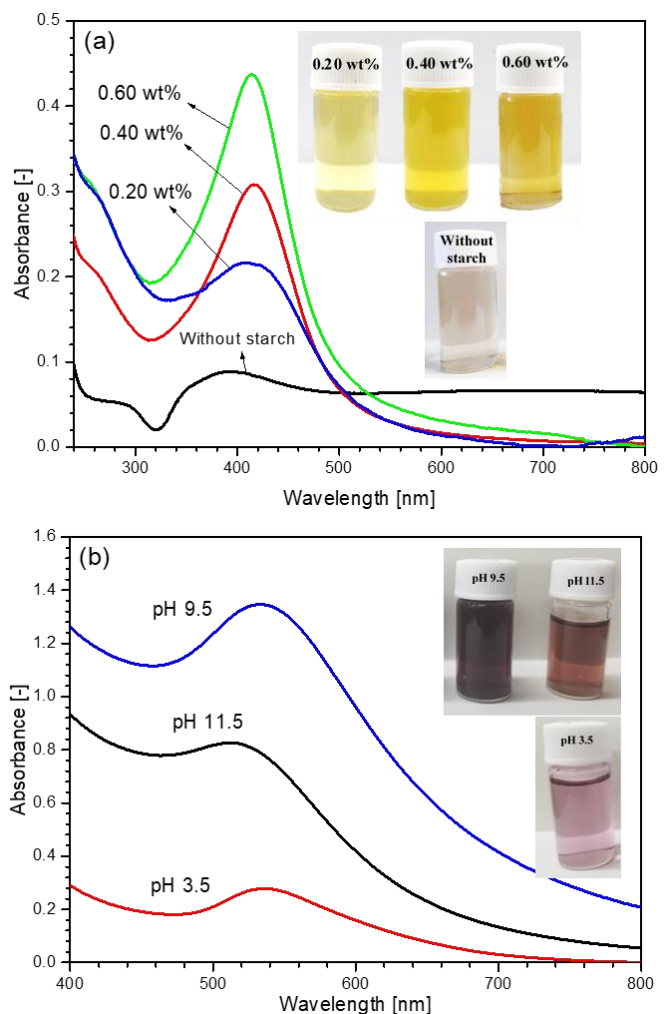 (a)
0.5
0.4
0.3
0.2
0.1
0.0
Absorbance [-]
0.60 wt%
0.40 wt%
0.20 wt%
Without starch
0.20 wt%
0.40 wt%
0.60 wt%
Without
starch
300
400
500
600
700
800
Wavelength [nm]
(b)
1.6
1.4
1.2
1.0
0.8
0.6
0.4
0.2
0.0
Absorbance [-]
pH 9.5
pH 11.5
pH 3.5
pH 9.5
pH 11.5
pH 3.5
400
500
600
700
800
Wavelength [nm]